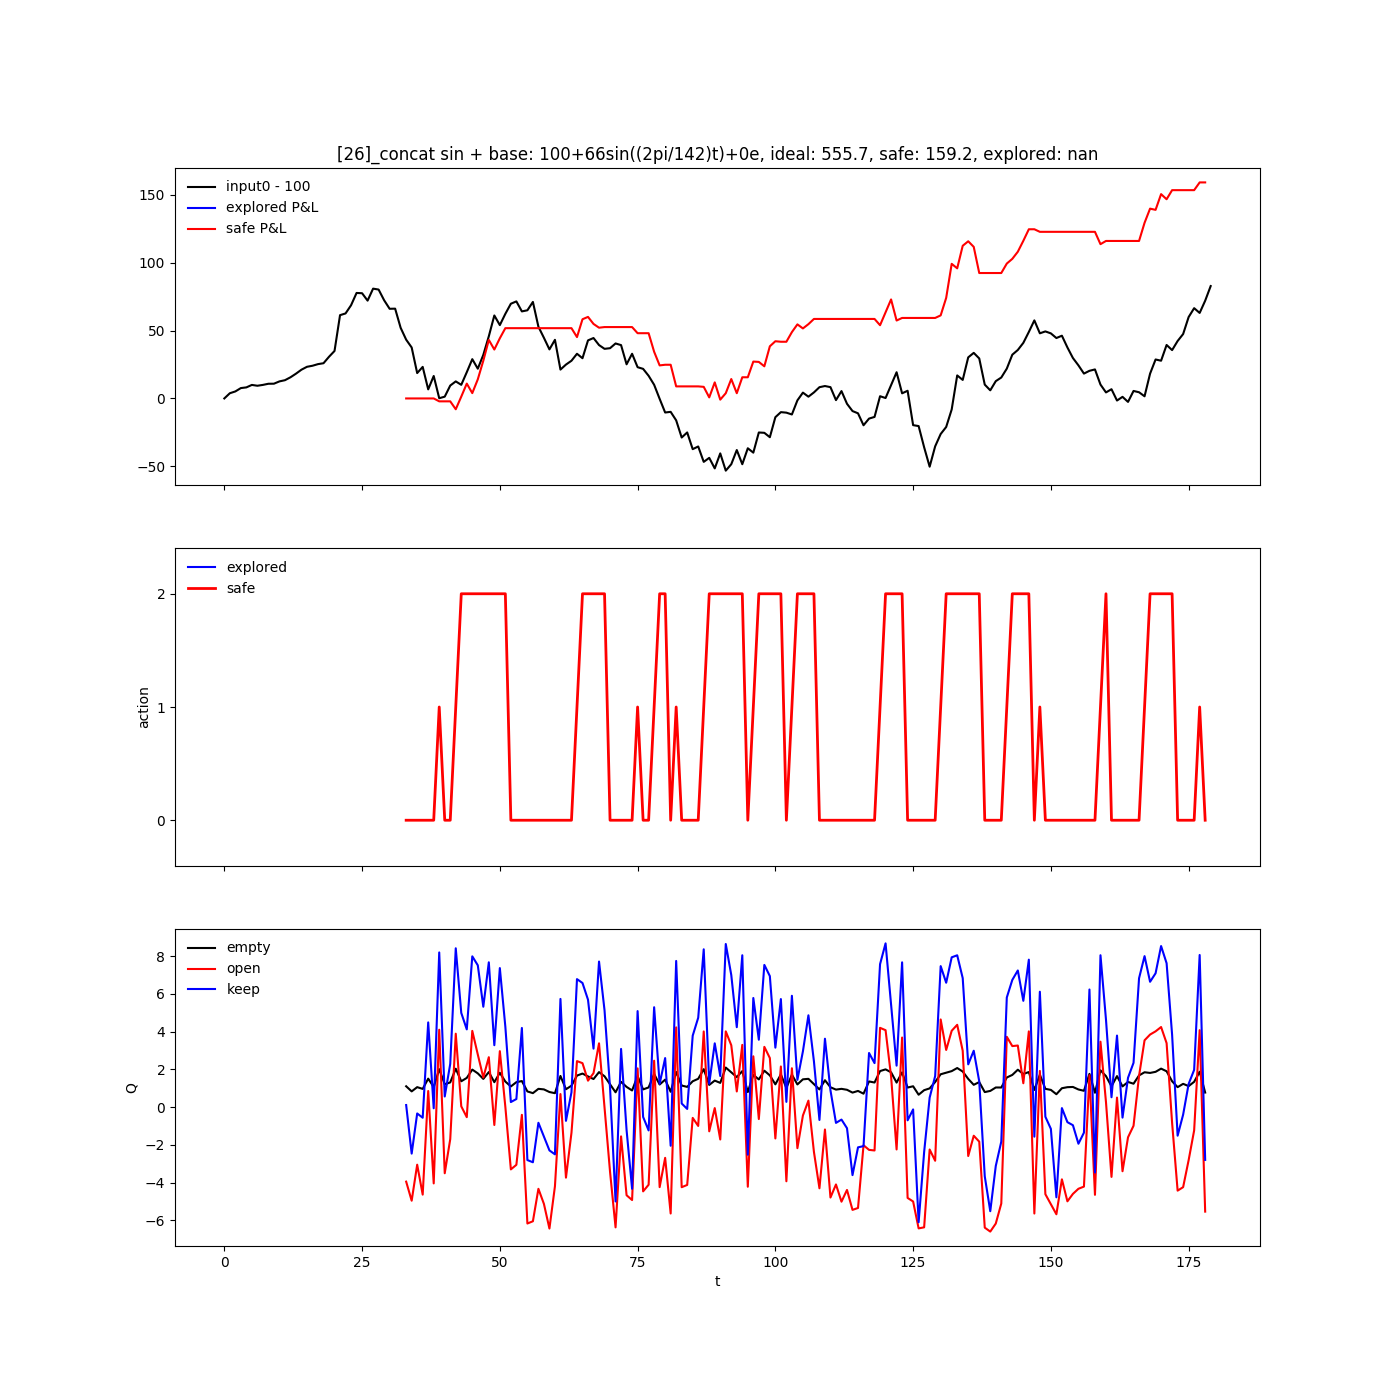 [26]_concat sin + base: 100+66sin((2pi/142)t)+0e, ideal: 555.7, safe: 159.2, explored: nan
input0 - 100
explored P&L
safe P&L
150
100
50
0
−50
explored
safe
2
1
0
action
empty
open
keep
8
6
4
2
0
−2
−4
−6
Q
0 25 50 75 100 125 150 175
t